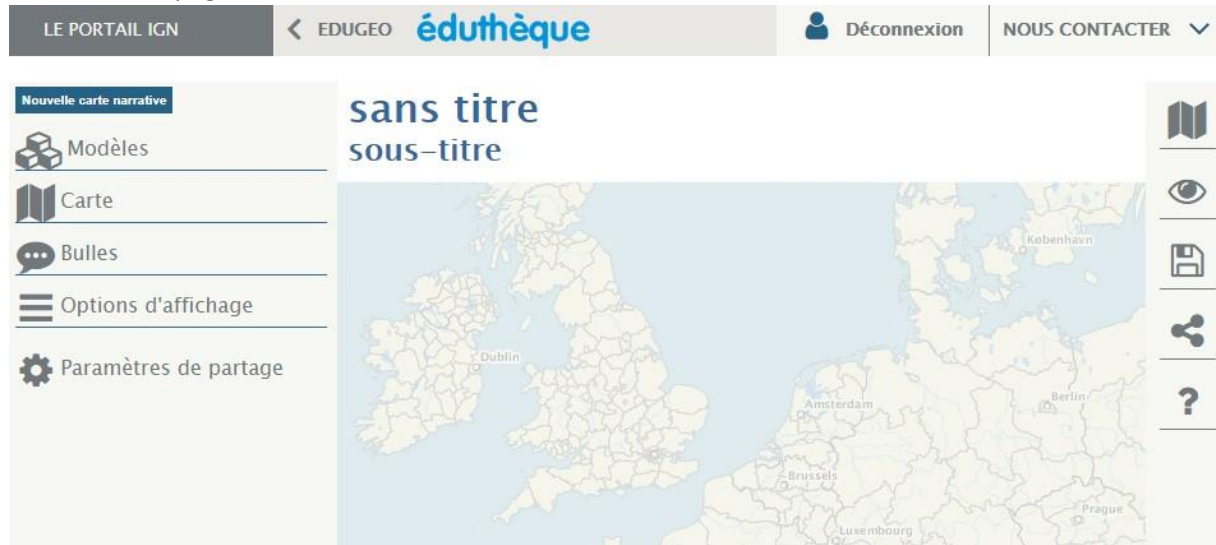 LE PORTAIL IGN
EDUGEO éduthèque
Déconnexion
NOUS CONTACTER
Nouvelle carte narrative
Modèles
Carte
Bulles
Options d'affichage
Paramètres de partage
sans titre
sous-titre
København
Dublin
Amsterdam
Berlin
Brussels
Prague
Luxembourg
?